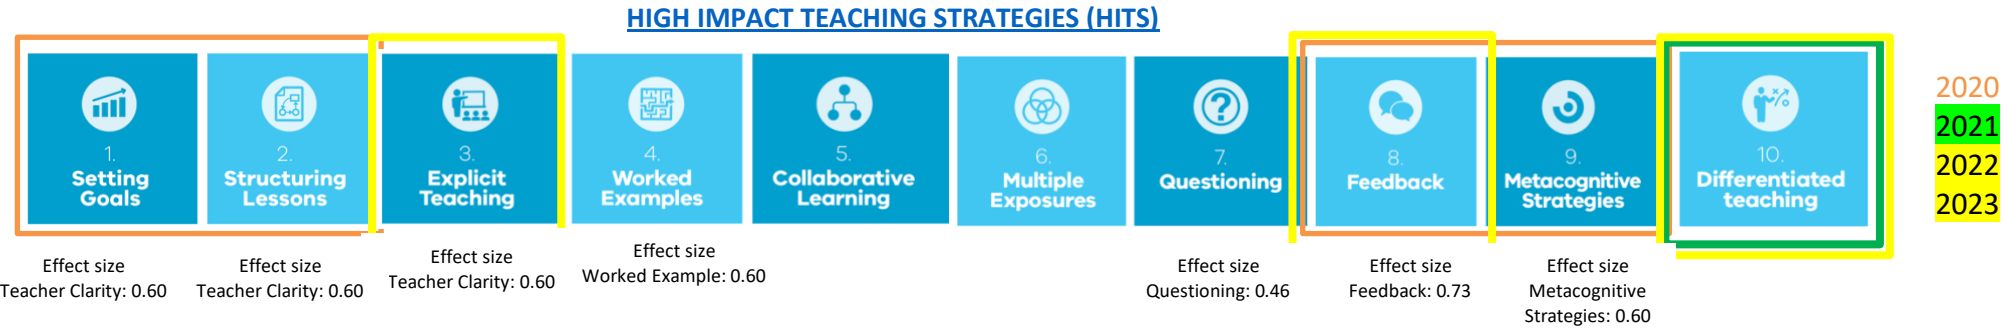 HIGH IMPACT TEACHING STRATEGIES (HITS)
1.
Setting
Goals
2.
Structuring
Lessons
3.
Explicit
Teaching
4.
Worked
Examples
5.
Collaborative
Learning
6.
Multiple
Exposures
7.
Questioning
8.
Feedback
9.
Metacognitive
Strategies
10.
Differentiated
teaching
2020
2021
2022
2023
Effect size
Teacher Clarity: 0.60
Effect size
Teacher Clarity: 0.60
Effect size
Teacher Clarity: 0.60
Effect size
Worked Example: 0.60
Effect size
Questioning: 0.46
Effect size
Feedback: 0.73
Effect size
Metacognitive
Strategies: 0.60